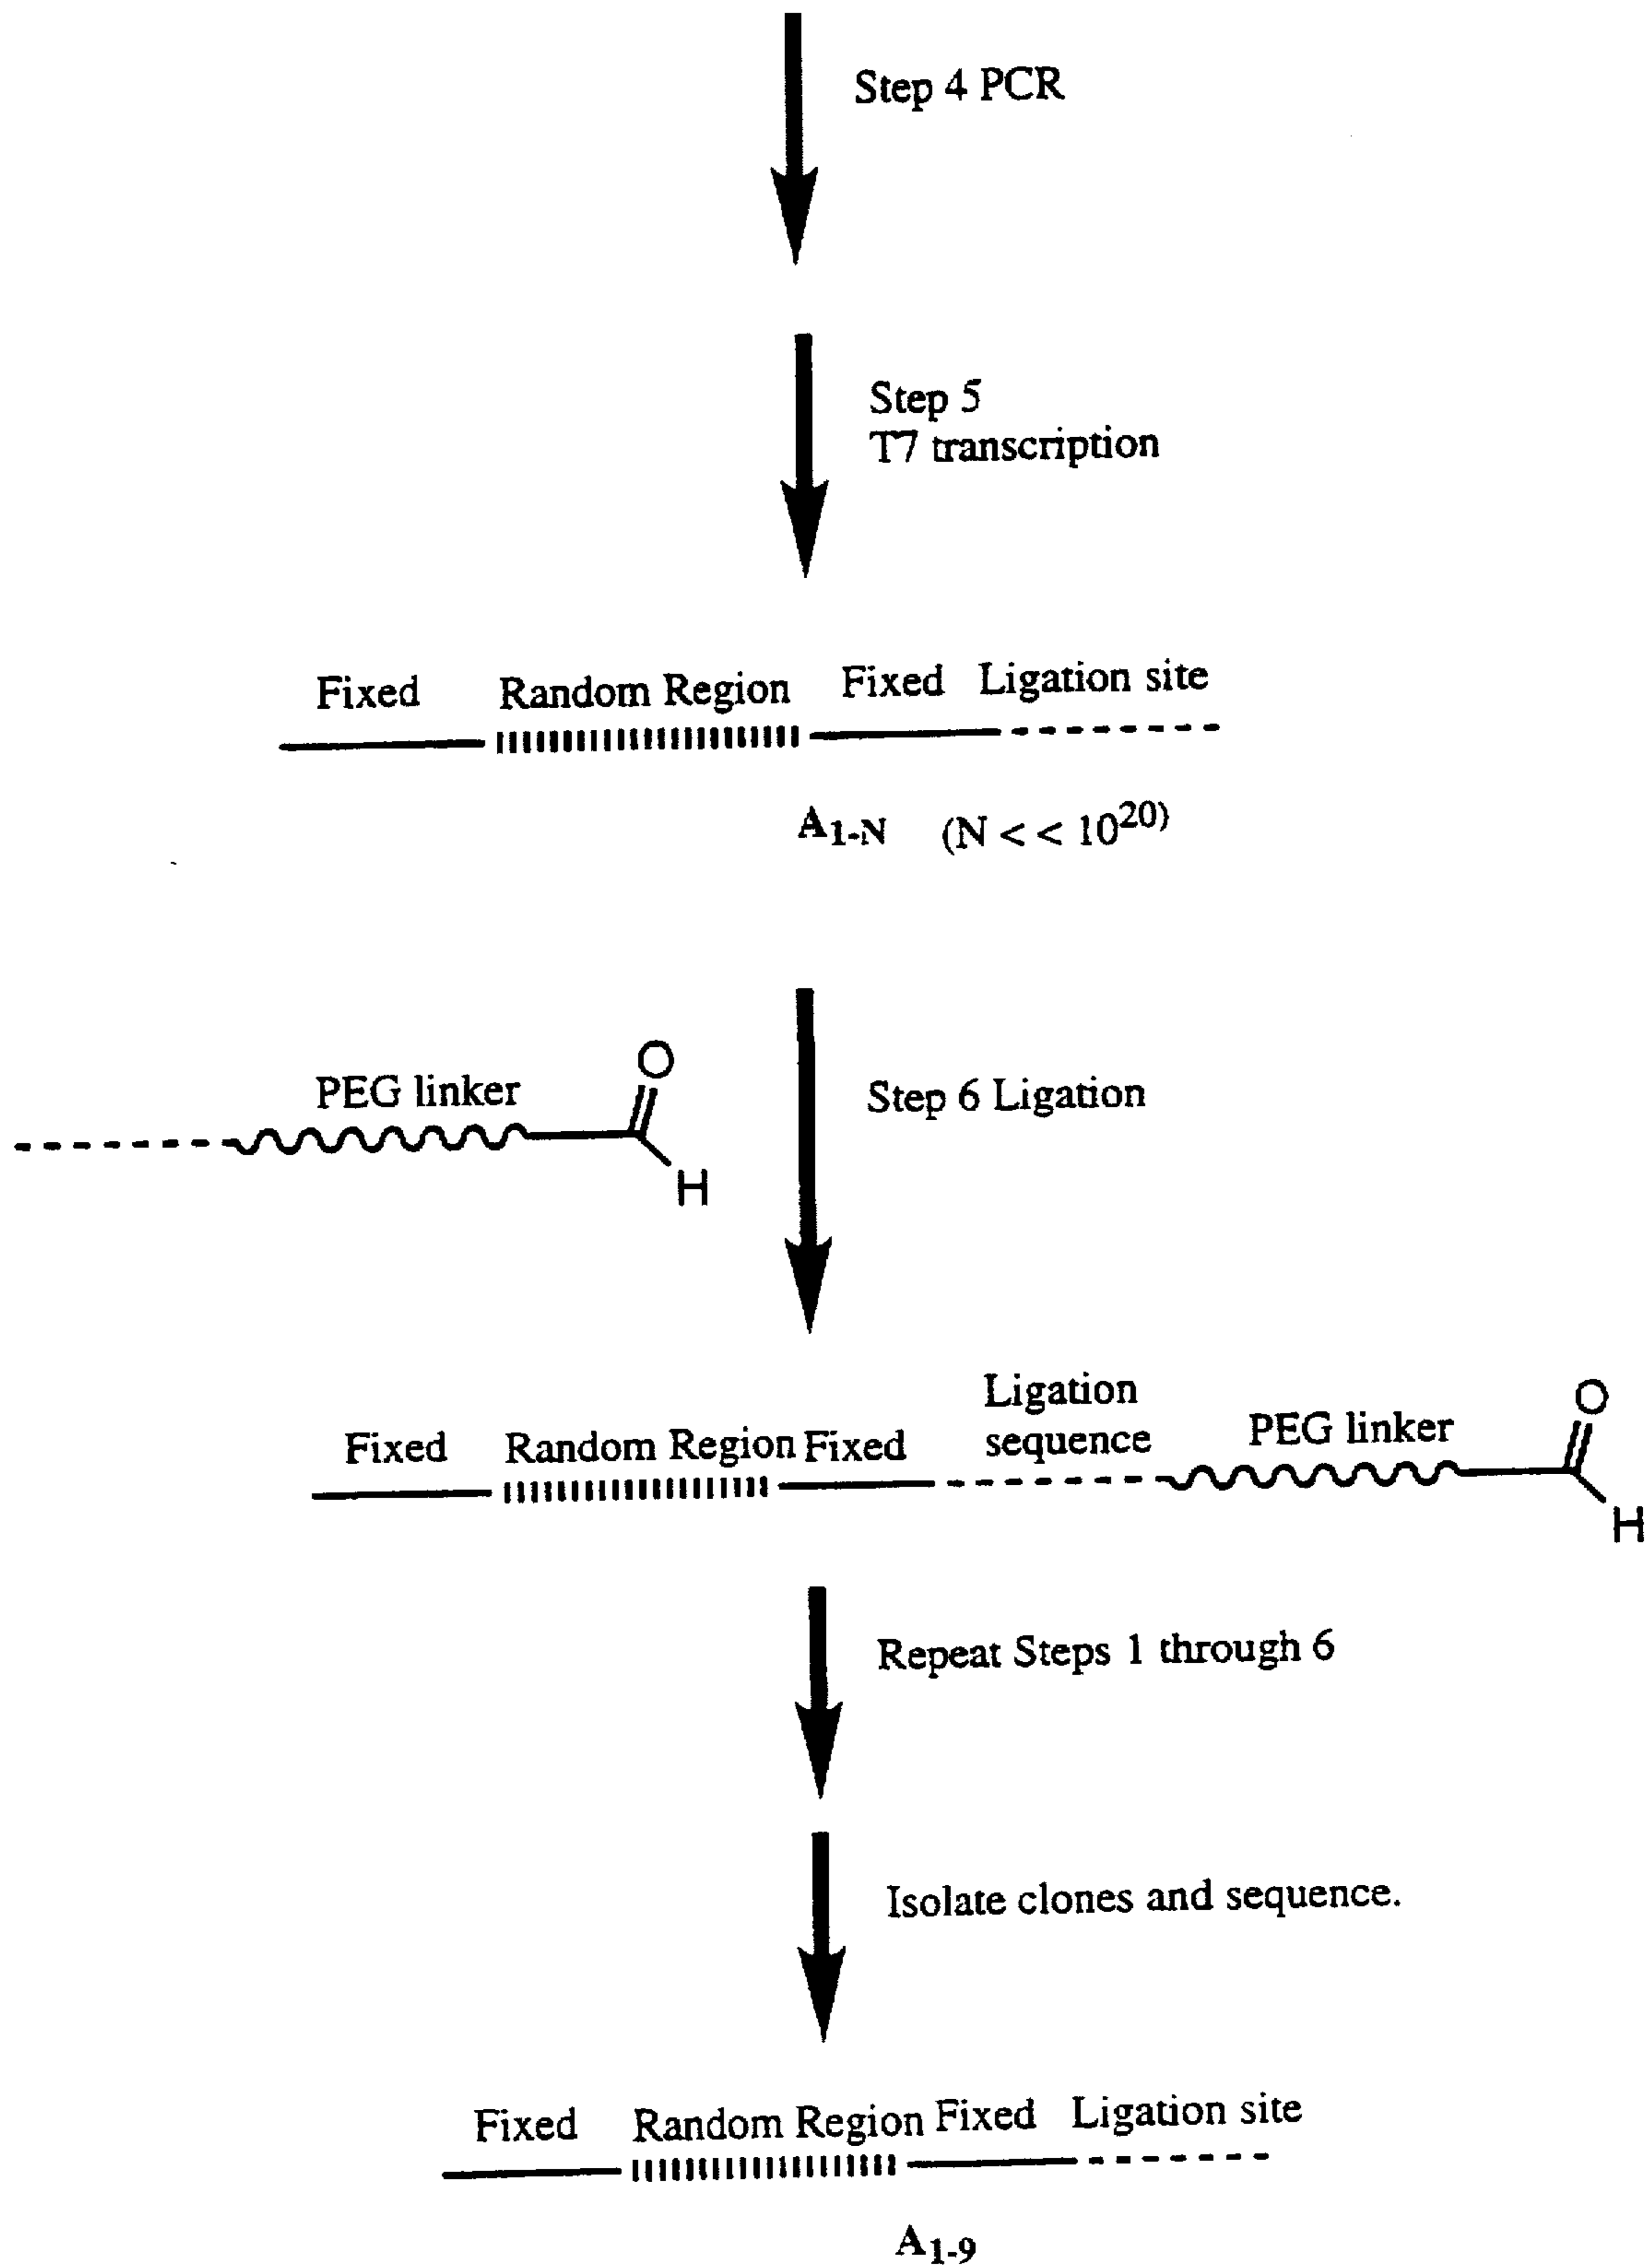 Step 4 PCR
Step 5
T7 transcription
Fixed Random Region Fixed Ligation site
A1-N (N < < 10^20)
PEG linker
O
H
Step 6 Ligation
Ligation
sequence
Fixed Random Region Fixed PEG linker
O
H
Repeat Steps 1 through 6
Isolate clones and sequence.
Fixed Random Region Fixed Ligation site
A1-9